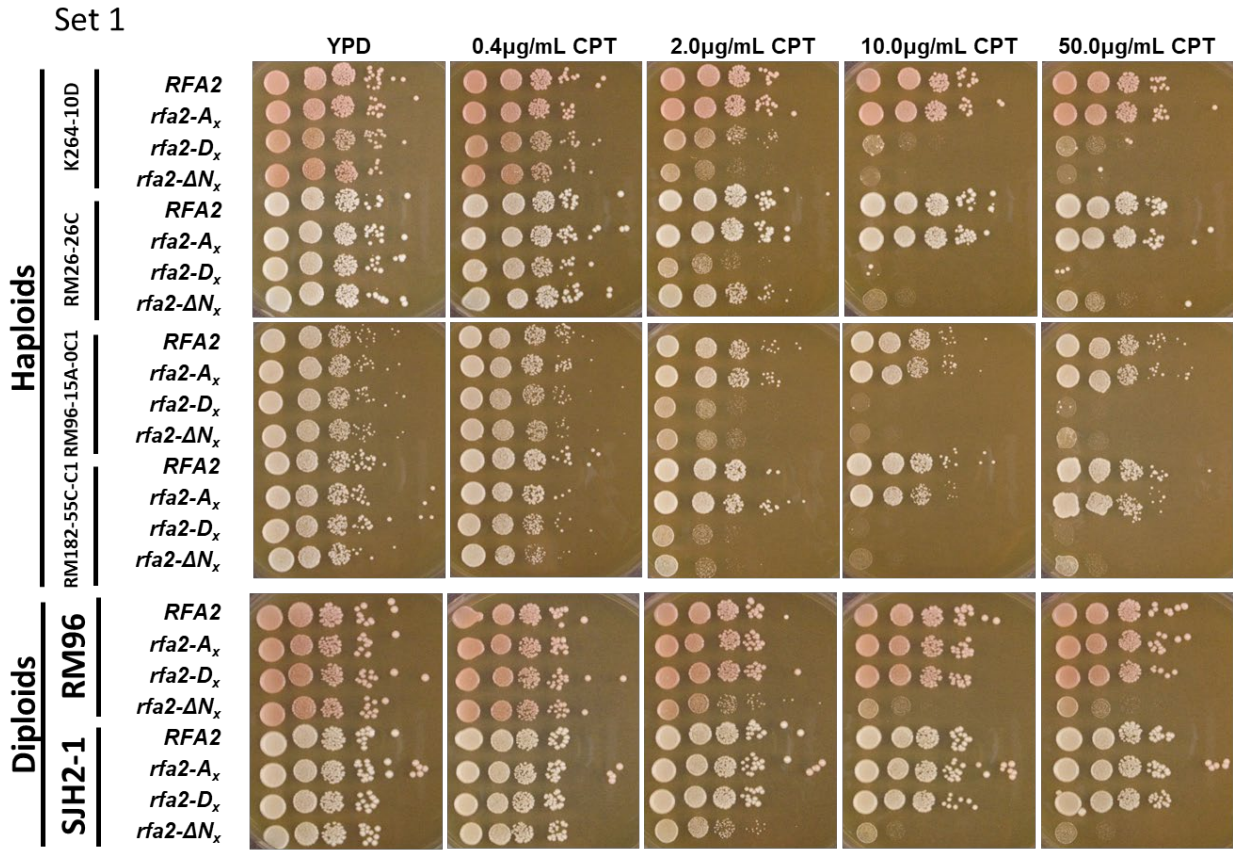 Set 1
YPD 0.4µg/mL CPT 2.0µg/mL CPT 10.0µg/mL CPT 50.0µg/mL CPT
Haploids
K264-10D
RFA2
rfa2-Ax
rfa2-Dx
rfa2-ΔNx
RM26-26C
RFA2
rfa2-Ax
rfa2-Dx
rfa2-ΔNx
RM96-15A-0C1
RFA2
rfa2-Ax
rfa2-Dx
rfa2-ΔNx
RM182-55C-C1
RFA2
rfa2-Ax
rfa2-Dx
rfa2-ΔNx
Diploids
RM96
RFA2
rfa2-Ax
rfa2-Dx
rfa2-ΔNx
SJH2-1
RFA2
rfa2-Ax
rfa2-Dx
rfa2-ΔNx